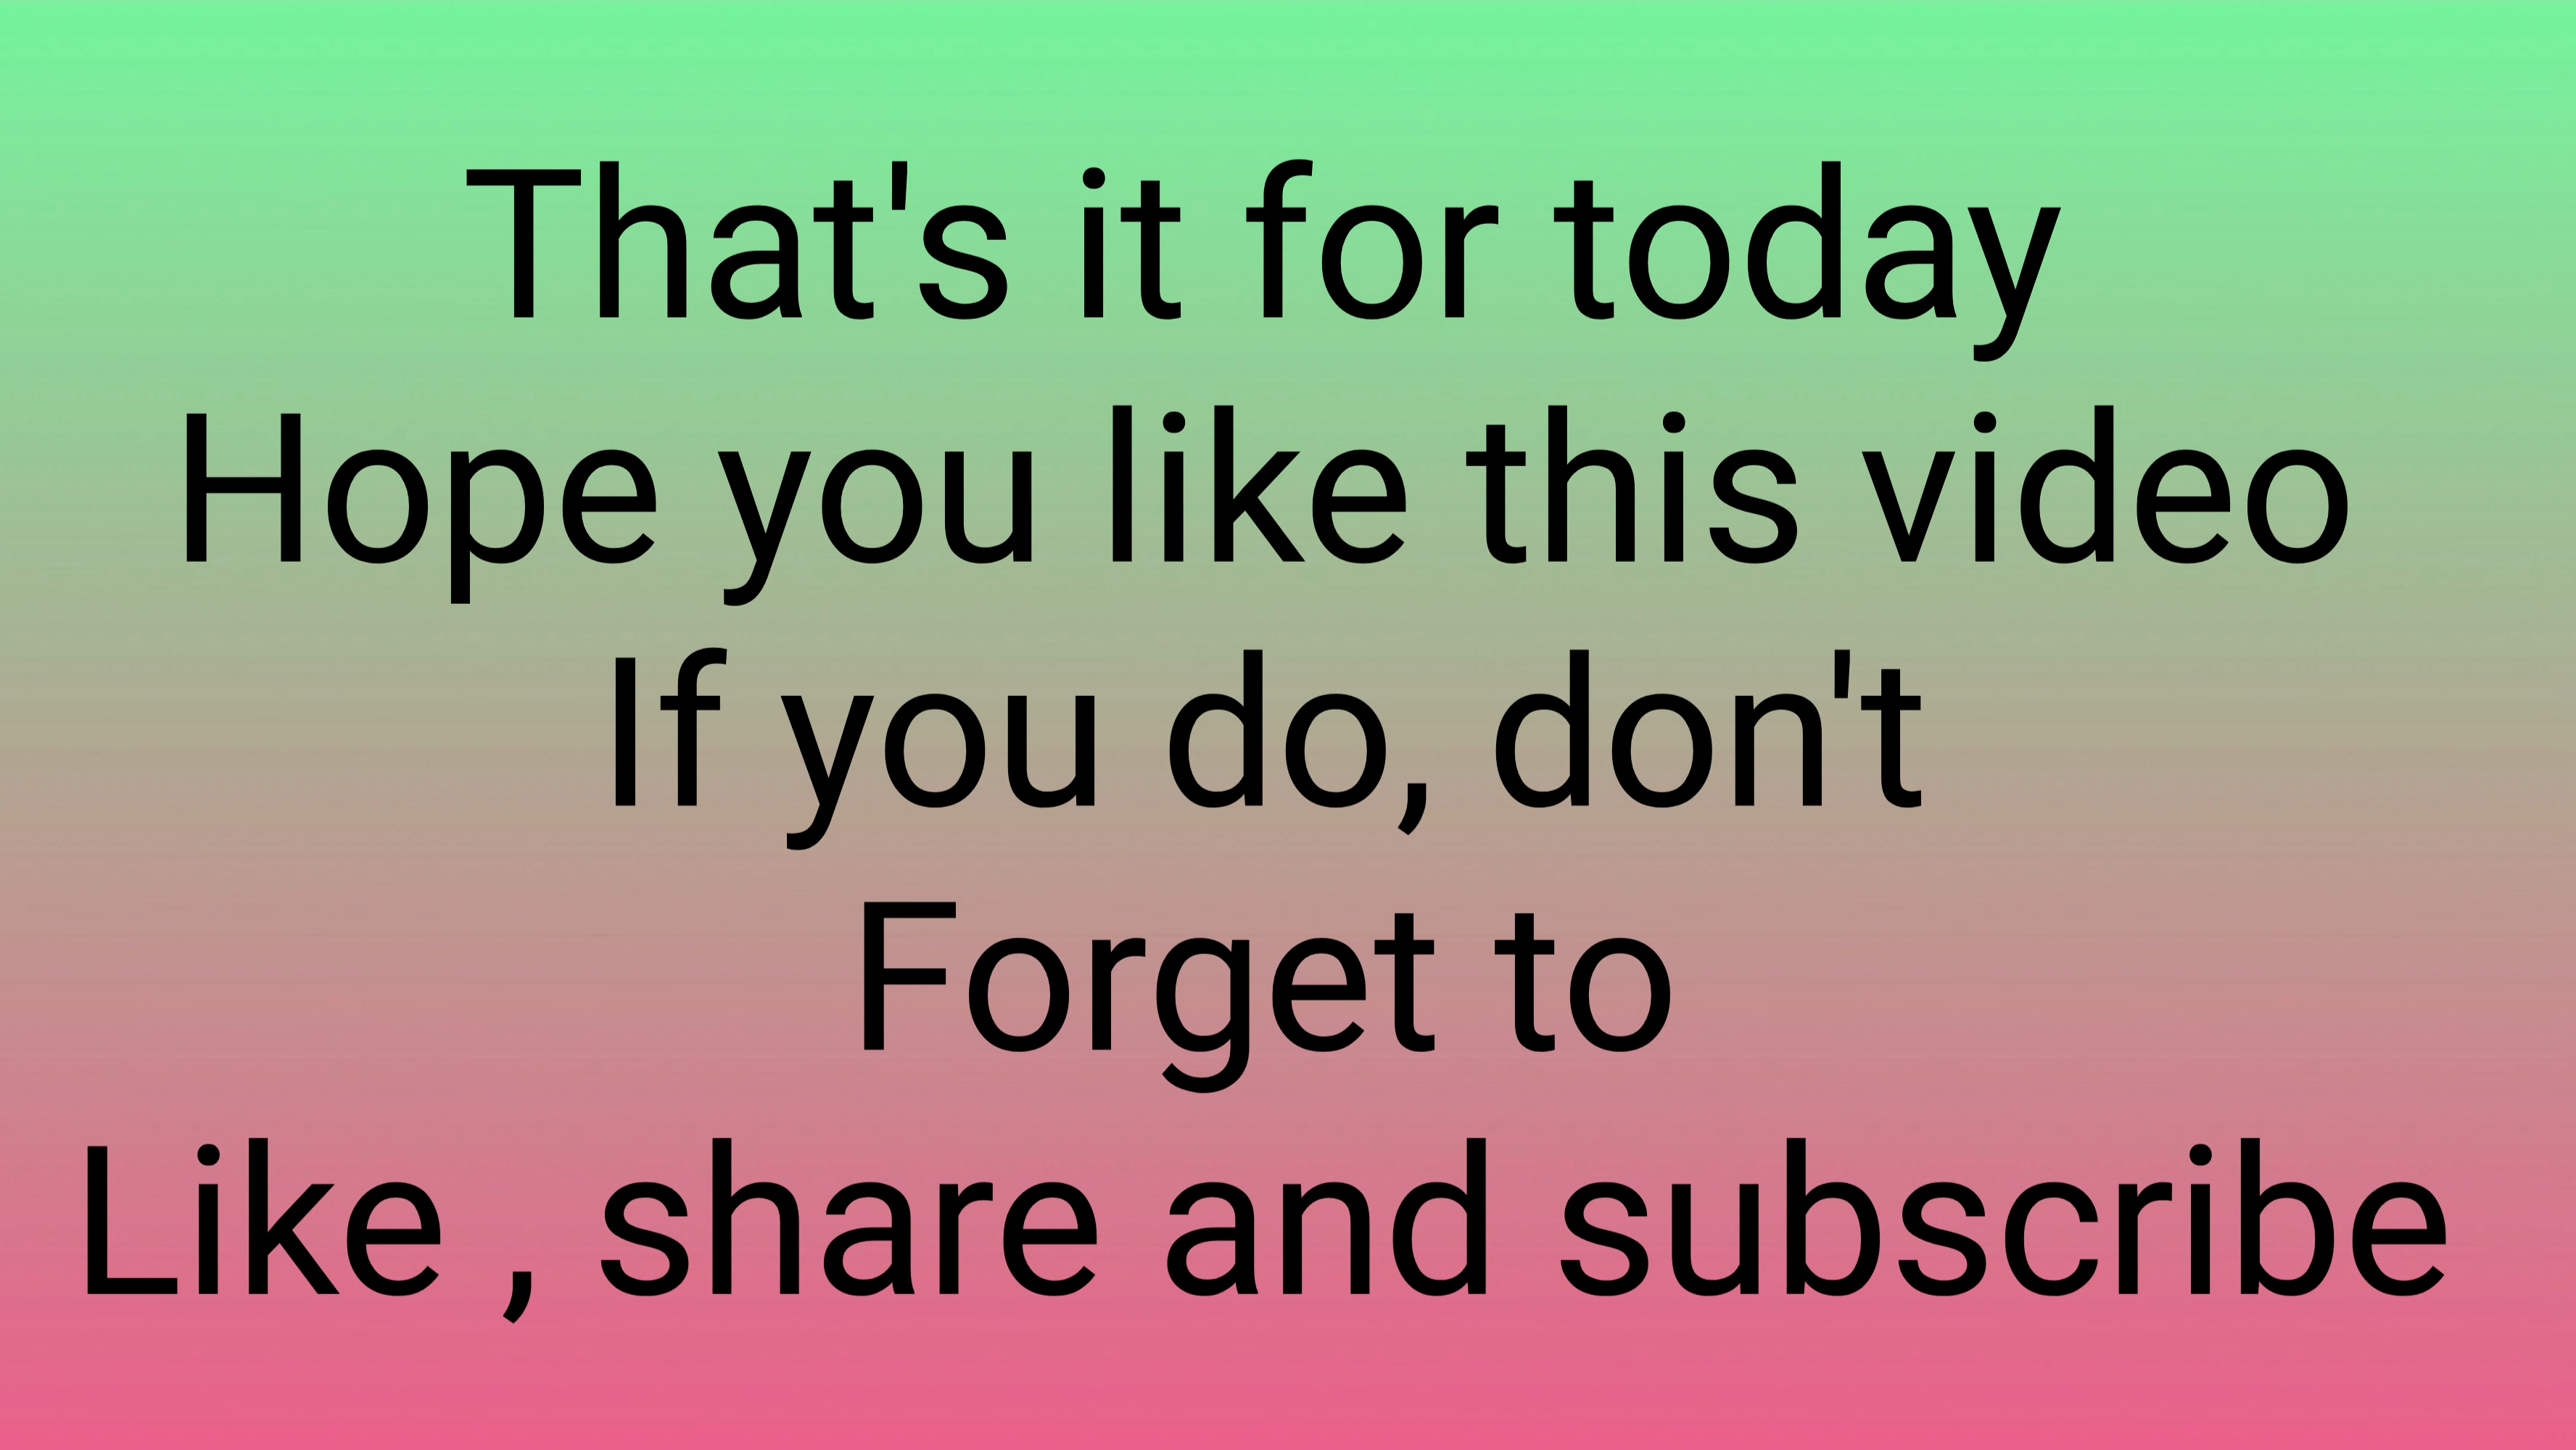 That's it for today
Hope you like this video
If you do, don't
Forget to
Like , share and subscribe